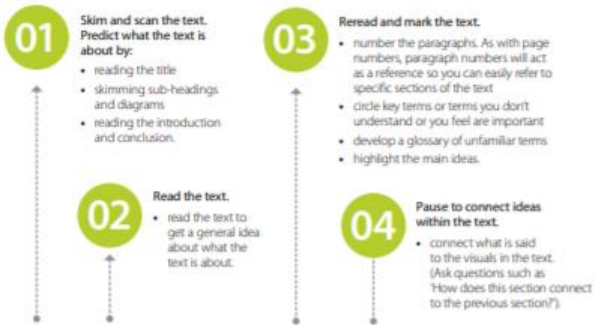 01
Skim and scan the text.
Predict what the text is
about by:
• reading the title
• skimming sub-headings
and diagrams
• reading the introduction
and conclusion.
02
Read the text.
• read the text to
get a general idea
about what the
text is about.
03
Reread and mark the text.
• number the paragraphs. As with page
numbers, paragraph numbers will act
as a reference so you can easily refer to
specific sections of the text
• circle key terms or terms you don't
understand or you feel are important
• develop a glossary of unfamiliar terms
• highlight the main ideas.
04
Pause to connect ideas
within the text.
• connect what is said
to the visuals in the text.
(Ask questions such as
'How does this section connect
to the previous section?').